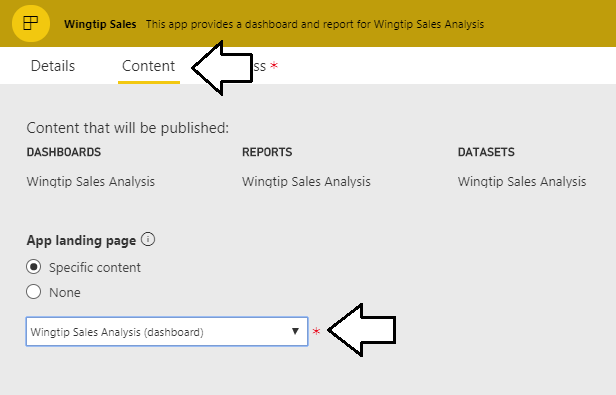 Wingtip Sales This app provides a dashboard and report for Wingtip Sales Analysis
Details Content ss *
Content that will be published:
DASHBOARDS REPORTS DATASETS
Wingtip Sales Analysis Wingtip Sales Analysis Wingtip Sales Analysis
App landing page
Specific content
None
Wingtip Sales Analysis (dashboard) *